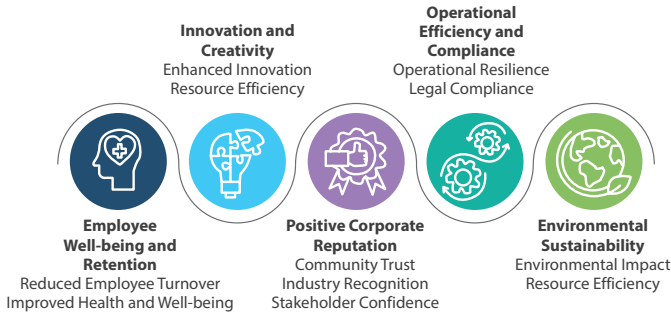 Innovation and
Creativity
Enhanced Innovation
Resource Efficiency
Operational
Efficiency and
Compliance
Operational Resilience
Legal Compliance
Employee
Well-being and
Retention
Reduced Employee Turnover
Improved Health and Well-being
Positive Corporate
Reputation
Community Trust
Industry Recognition
Stakeholder Confidence
Environmental
Sustainability
Environmental Impact
Resource Efficiency